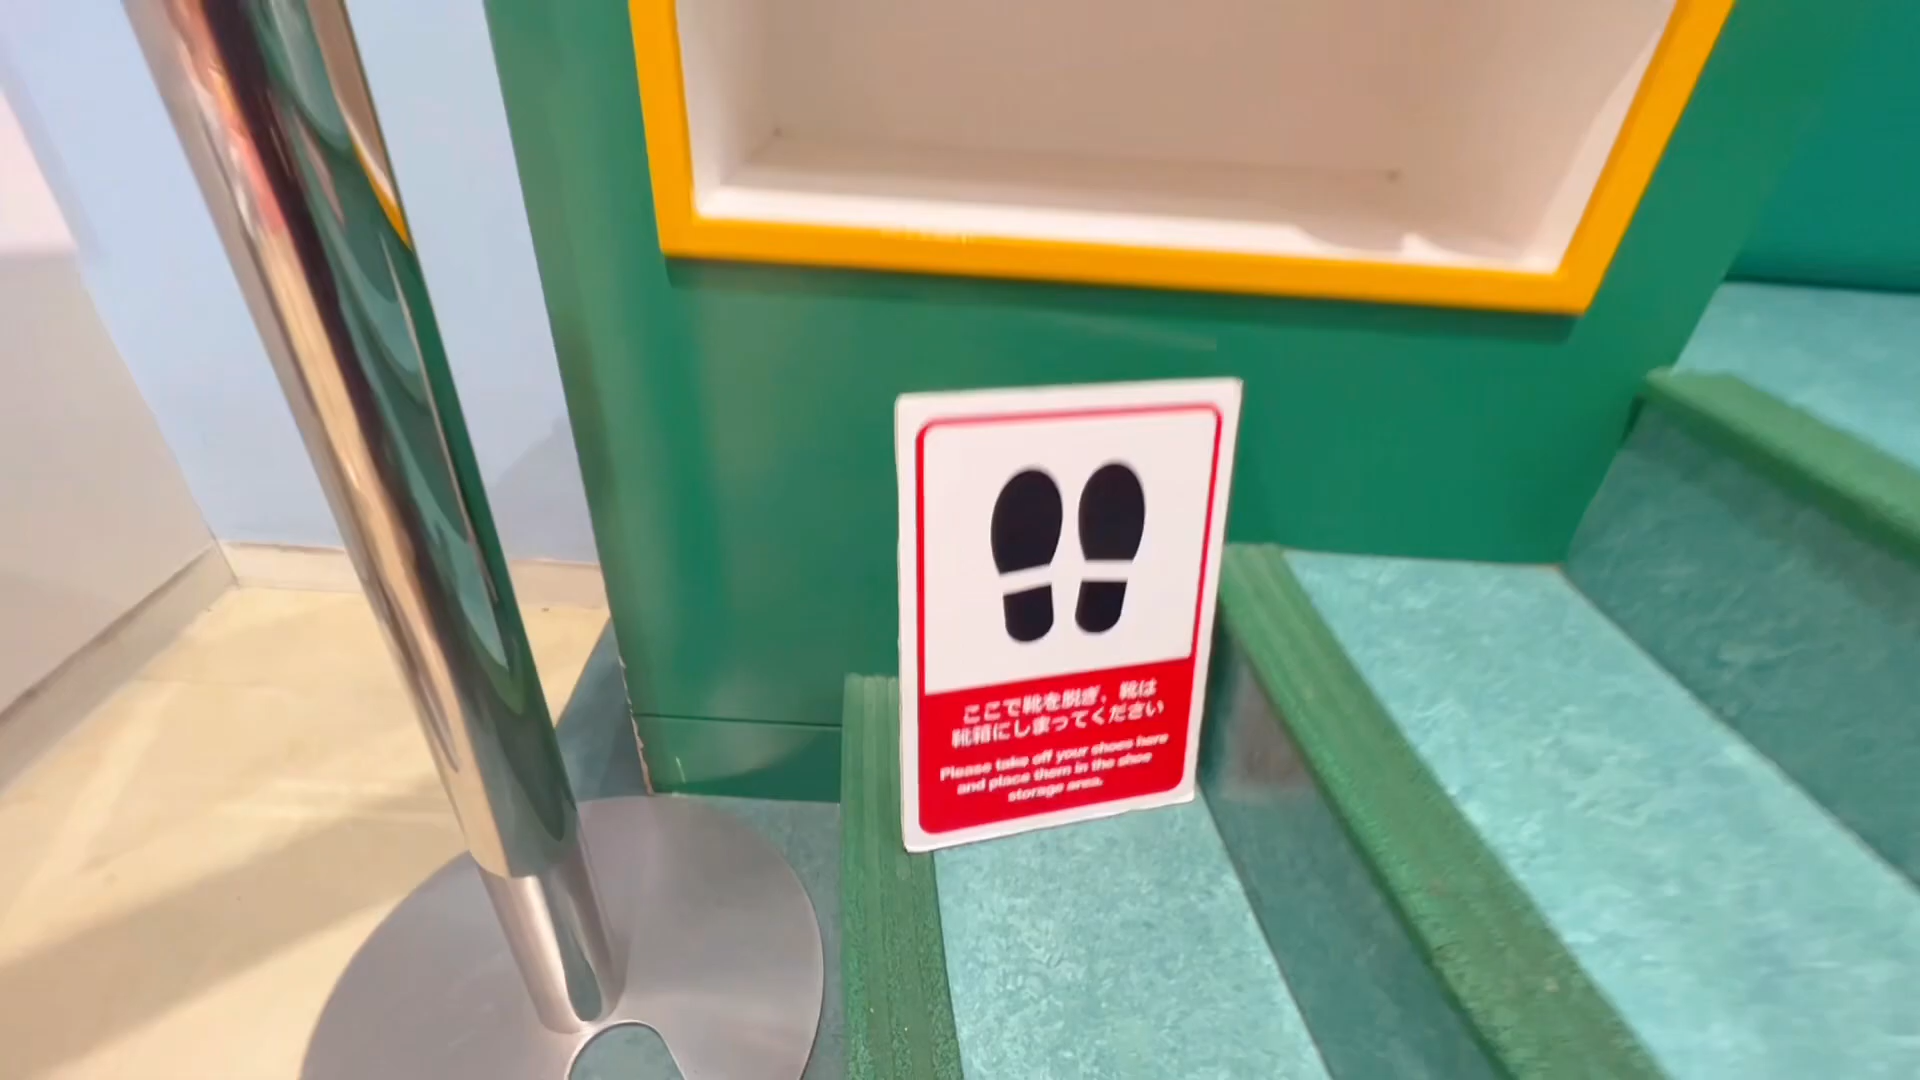 ここで靴を脱ぎ、靴は
靴箱にしまってください
Please take off your shoes here
and place them in the shoe
storage area.